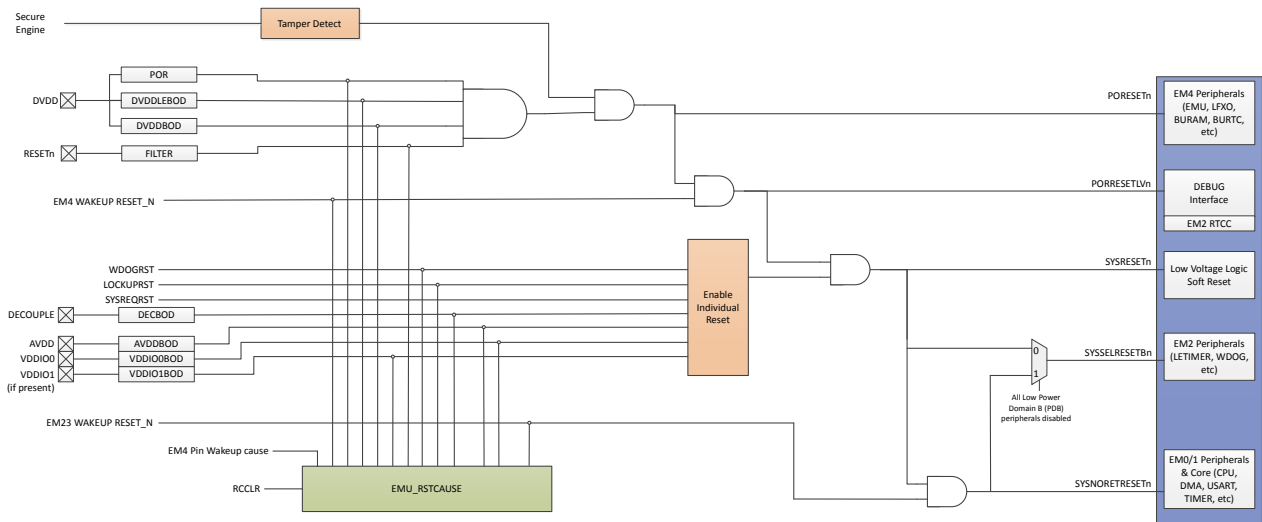 Secure
Engine
Tamper Detect
POR
DVDD
DVDDLEBOD
DVDDBOD
RESETn
FILTER
PORESETn
EM4 Peripherals
(EMU, LFXO,
BURAM, BURTC,
etc)
EM4 WAKEUP RESET_N
PORRESETLVn
DEBUG
Interface
EM2 RTCC
WDOGRST
LOCKUPRST
SYSREQRST
DECOUPLE
DECBOD
AVDD
AVDDBOD
VDDIO0
VDDIO0BOD
VDDIO1
(if present)
VDDIO1BOD
Enable
Individual
Reset
SYSRESETn
Low Voltage Logic
Soft Reset
0
1
SYSSELRESETBn
EM2 Peripherals
(LETIMER, WDOG,
etc)
All Low Power
Domain B (PDB)
peripherals disabled
EM23 WAKEUP RESET_N
EM4 Pin Wakeup cause
RCCLR
EMU_RSTCAUSE
SYSNORETRESETn
EM0/1 Peripherals
& Core (CPU,
DMA, USART,
TIMER, etc)